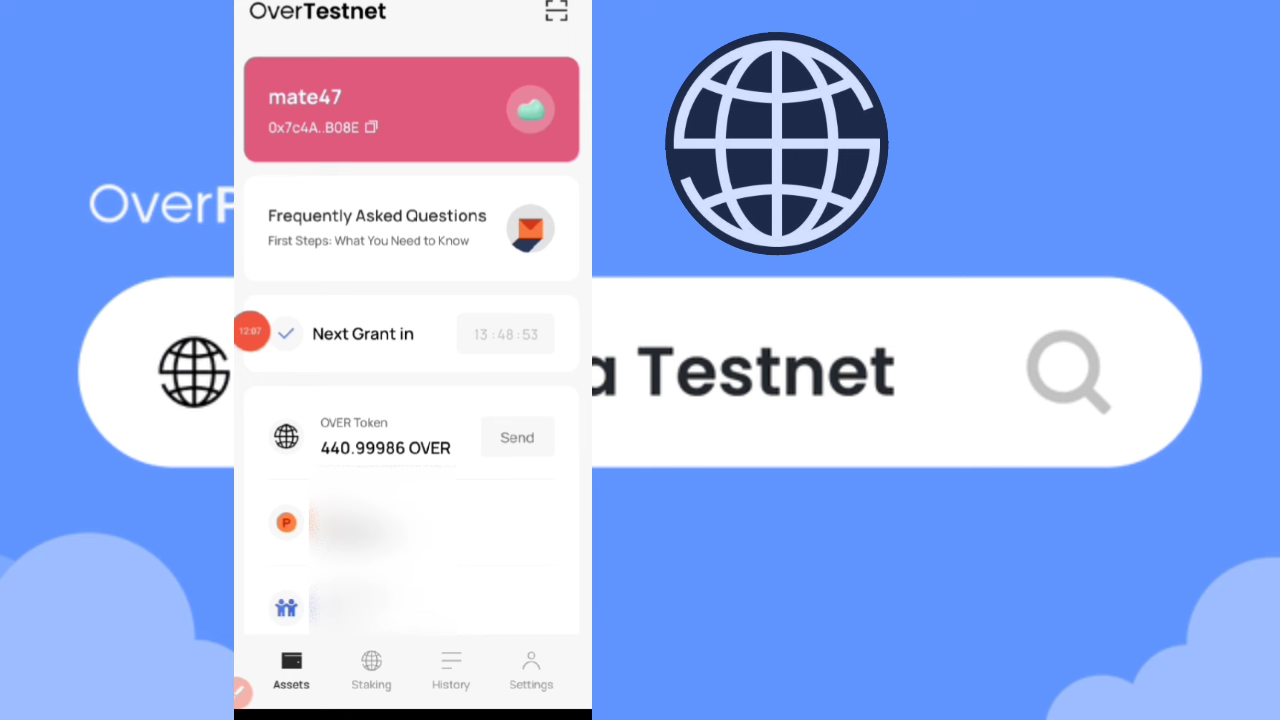 OverTestnet
mate47
0x7c4A..B08E
OverP
Frequently Asked Questions
First Steps: What You Need to Know
12:07
Next Grant in
13:48:53
a Testnet
OVER Token
440.99986 OVER
Send
P
Assets
Staking
History
Settings